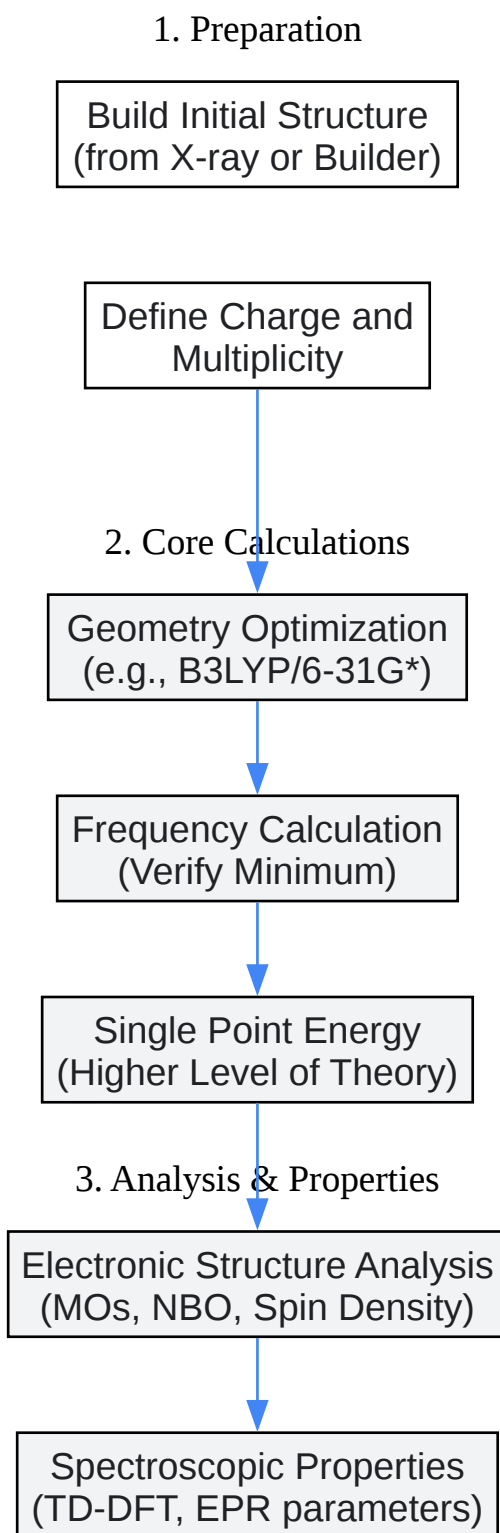 1. Preparation
Build Initial Structure
(from X-ray or Builder)
Define Charge and
Multiplicity
2. Core Calculations
Geometry Optimization
(e.g., B3LYP/6-31G*)
Frequency Calculation
(Verify Minimum)
Single Point Energy
(Higher Level of Theory)
3. Analysis & Properties
Electronic Structure Analysis
(MOs, NBO, Spin Density)
Spectroscopic Properties
(TD-DFT, EPR parameters)